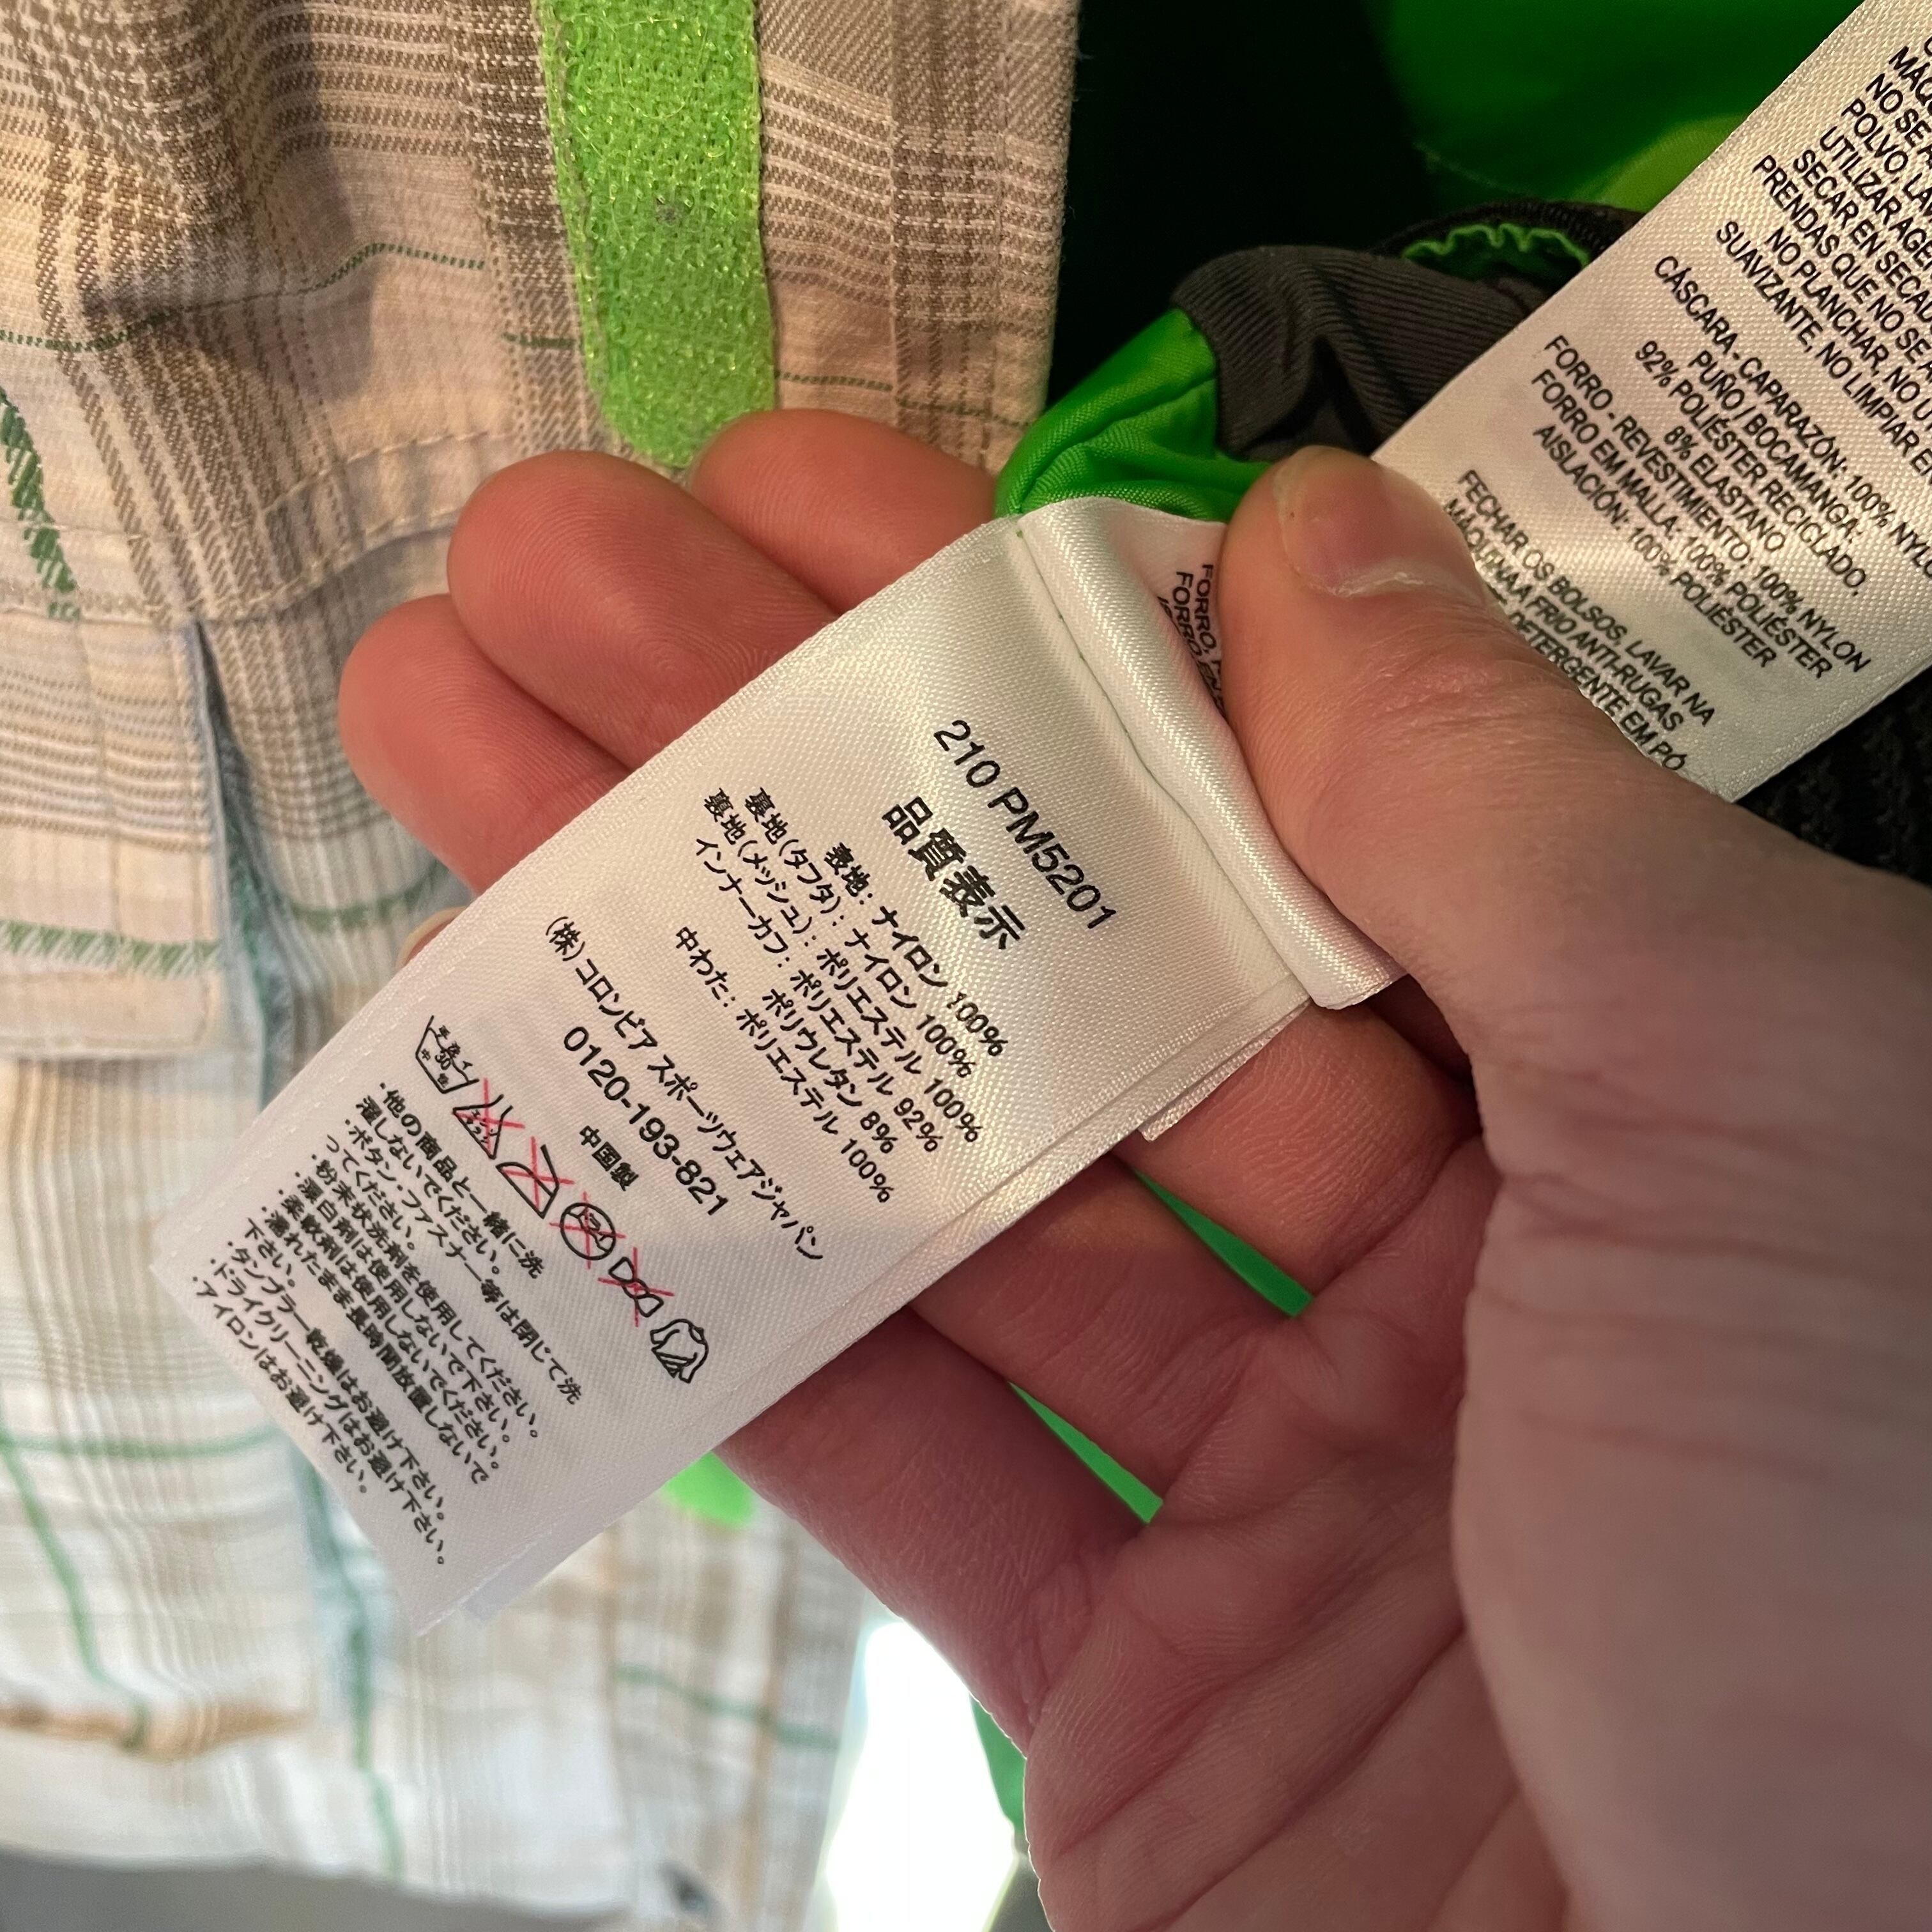 210 PM5201
品質表示
表地: ナイロン 100%
裏地(タフタ): ナイロン 100%
裏地(メッシュ): ポリエステル 100%
インナーカフ: ポリエステル 92%
ポリウレタン 8%
中わた: ポリエステル 100%
(株)コロンビアスポーツウェアジャパン
0120-193-821
中国製
・他の商品と一緒に洗
濯しないでください。
・ボタン・ファスナー等は閉じて洗
ってください。
・粉末状洗剤を使用してください。
・漂白剤は使用しないで下さい。
・柔軟剤は使用しないでください。
・濡れたまま長時間放置しないで
下さい。
・タンブラー乾燥はお避け下さい。
・ドライクリーニングはお避け下さい。
・アイロンはお避け下さい。
FORRO,
FORRO
NO SE
POLVO,
UTILIZAR
SECAR EN
PRENDAS QUE NO SE
NO PLANCHAR, NO
SUAVIZANTE, NO LIMPIAR
CÁSCARA - CAPARAZÓN: 100%
PUÑO / BOCAMANGA:
92% POLIÉSTER RECICLADO,
8% ELASTANO
FORRO - REVESTIMIENTO: 100% NYLON
FORRO EM MALLA: 100% POLIÉSTER
AISLACIÓN: 100% POLIÉSTER
FECHAR OS BOLSOS, LAVAR NA
MÁQUINA A FRIO ANTI-RUGAS
DETERGENTE EM PÓ